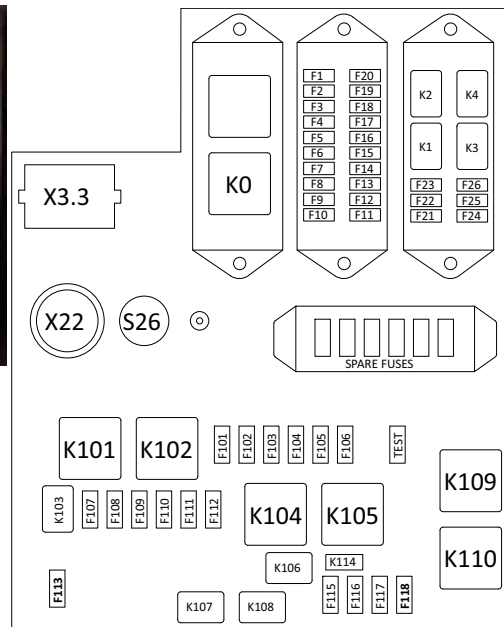 F1 F20
F2 F19
F3 F18
F4 F17
F5 F16
F6 F15
F7 F14
F8 F13
F9 F12
F10 F11
K2 K4
K1 K3
F23 F26
F22 F25
F21 F24
K0
X3.3
X22 S26
SPARE FUSES
K101 K102 F101 F102 F103 F104 F105 F106 TEST
K103 F107 F108 F109 F110 F111 F112
K104 K105
K109
K110
K106 K114
F113
K107 K108
F115 F116 F117 F118